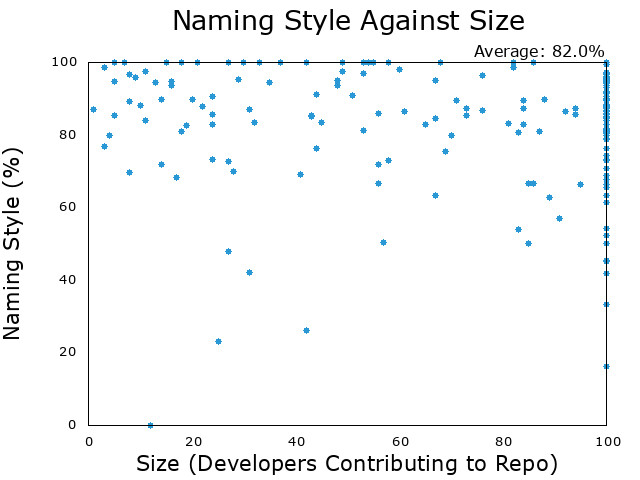 Naming Style Against Size
Average: 82.0%
100
80
60
40
20
0
Naming Style (%)
0 20 40 60 80 100
Size (Developers Contributing to Repo)